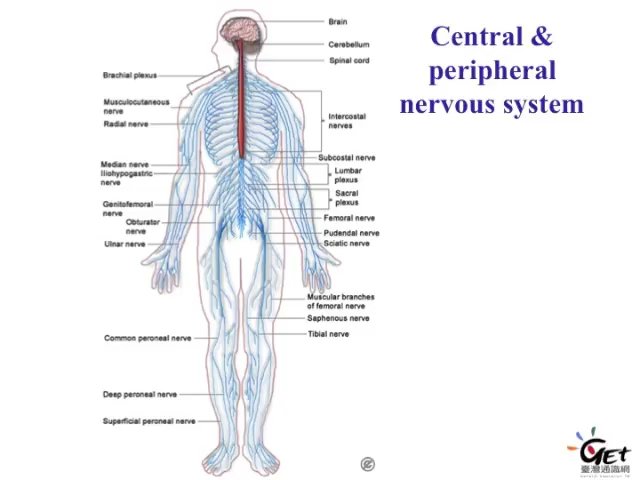 Central &
peripheral
nervous system
Brain
Cerebellum
Spinal cord
Brachial plexus
Musculocutaneous
nerve
Radial nerve
Intercostal
nerves
Subcostal nerve
Median nerve
Iliohypogastric
nerve
Lumbar
plexus
Sacral
plexus
Genitofemoral
nerve
Femoral nerve
Obturator
nerve
Pudendal nerve
Ulnar nerve
Sciatic nerve
Muscular branches
of femoral nerve
Saphenous nerve
Common peroneal nerve
Tibial nerve
Deep peroneal nerve
Superficial peroneal nerve
e
GET
臺灣通識網